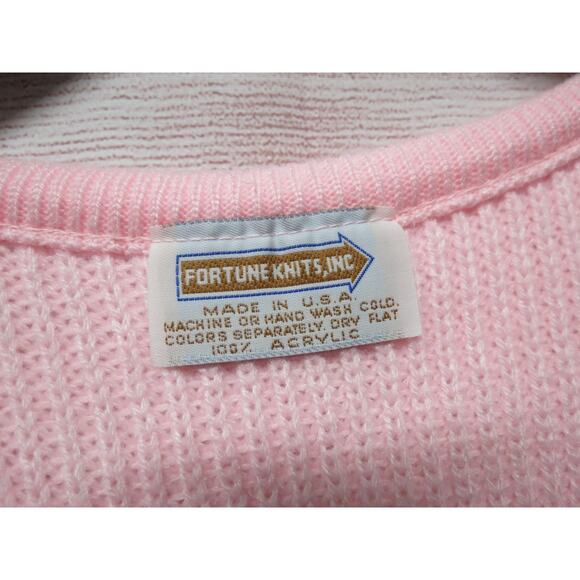 FORTUNE KNITS, INC
MADE IN U.S.A.
MACHINE OR HAND WASH COLD.
COLORS SEPARATELY. DRY FLAT
100% ACRYLIC